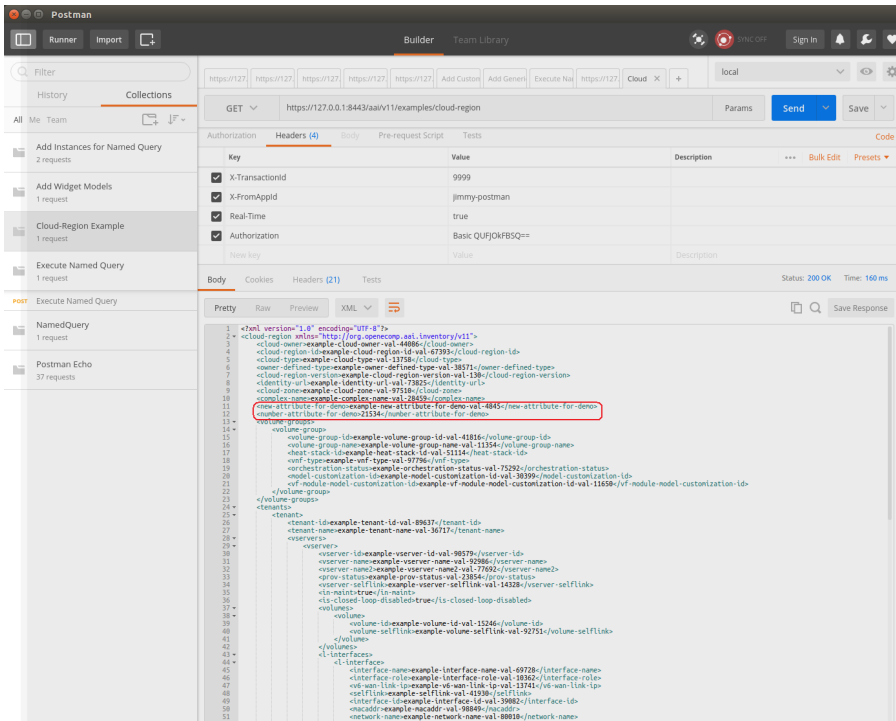 Postman
Runner
Import
Builder
Team Library
SYNC OFF
Sign In
Filter
History
Collections
All Me Team
Add Instances for Named Query
2 requests
Add Widget Models
1 request
Cloud-Region Example
1 request
Execute Named Query
1 request
POST Execute Named Query
NamedQuery
1 request
Postman Echo
37 requests
https://127. https://127. https://127. https://127. https://127. Add Custon Add Generi Execute Na https://127. Cloud × +
local
GET
https://127.0.0.1:8443/aai/v11/examples/cloud-region
Params
Send
Save
Authorization Headers (4) Body Pre-request Script Tests
Code
Key Value Description ••• Bulk Edit Presets
X-TransactionId 9999
X-FromAppId jimmy-postman
Real-Time true
Authorization Basic QUFJOkFBSQ==
New key Value Description
Body Cookies Headers (21) Tests
Status: 200 OK Time: 160 ms
Pretty Raw Preview XML
Save Response
1 <?xml version="1.0" encoding="UTF-8"?>
2 <cloud-region xmlns="http://org.openecomp.aai.inventory/v11">
3 <cloud-owner>example-cloud-owner-val-44086</cloud-owner>
4 <cloud-region-id>example-cloud-region-id-val-67393</cloud-region-id>
5 <cloud-type>example-cloud-type-val-13758</cloud-type>
6 <owner-defined-type>example-owner-defined-type-val-38571</owner-defined-type>
7 <cloud-region-version>example-cloud-region-version-val-130</cloud-region-version>
8 <identity-url>example-identity-url-val-73825</identity-url>
9 <cloud-zone>example-cloud-zone-val-97510</cloud-zone>
10 <complex-name>example-complex-name-val-28459</complex-name>
11 <new-attribute-for-demo>example-new-attribute-for-demo-val-4845</new-attribute-for-demo>
12 <number-attribute-for-demo>21534</number-attribute-for-demo>
13 <volume-groups>
14 <volume-group>
15 <volume-group-id>example-volume-group-id-val-41816</volume-group-id>
16 <volume-group-name>example-volume-group-name-val-11354</volume-group-name>
17 <heat-stack-id>example-heat-stack-id-val-51114</heat-stack-id>
18 <vnf-type>example-vnf-type-val-97796</vnf-type>
19 <orchestration-status>example-orchestration-status-val-75292</orchestration-status>
20 <model-customization-id>example-model-customization-id-val-30399</model-customization-id>
21 <vf-module-model-customization-id>example-vf-module-model-customization-id-val-11650</vf-module-model-customization-id>
22 </volume-group>
23 </volume-groups>
24 <tenants>
25 <tenant>
26 <tenant-id>example-tenant-id-val-89637</tenant-id>
27 <tenant-name>example-tenant-name-val-36717</tenant-name>
28 <vservers>
29 <vserver>
30 <vserver-id>example-vserver-id-val-90579</vserver-id>
31 <vserver-name>example-vserver-name-val-92986</vserver-name>
32 <vserver-name2>example-vserver-name2-val-77692</vserver-name2>
33 <prov-status>example-prov-status-val-23854</prov-status>
34 <vserver-selflink>example-vserver-selflink-val-14328</vserver-selflink>
35 <in-maint>true</in-maint>
36 <is-closed-loop-disabled>true</is-closed-loop-disabled>
37 <volumes>
38 <volume>
39 <volume-id>example-volume-id-val-15246</volume-id>
40 <volume-selflink>example-volume-selflink-val-92751</volume-selflink>
41 </volume>
42 </volumes>
43 <l-interfaces>
44 <l-interface>
45 <interface-name>example-interface-name-val-69728</interface-name>
46 <interface-role>example-interface-role-val-10362</interface-role>
47 <v6-wan-link-ip>example-v6-wan-link-ip-val-13741</v6-wan-link-ip>
48 <selflink>example-selflink-val-41930</selflink>
49 <interface-id>example-interface-id-val-39082</interface-id>
50 <macaddr>example-macaddr-val-98849</macaddr>
51 <network-name>example-network-name-val-80010</network-name>